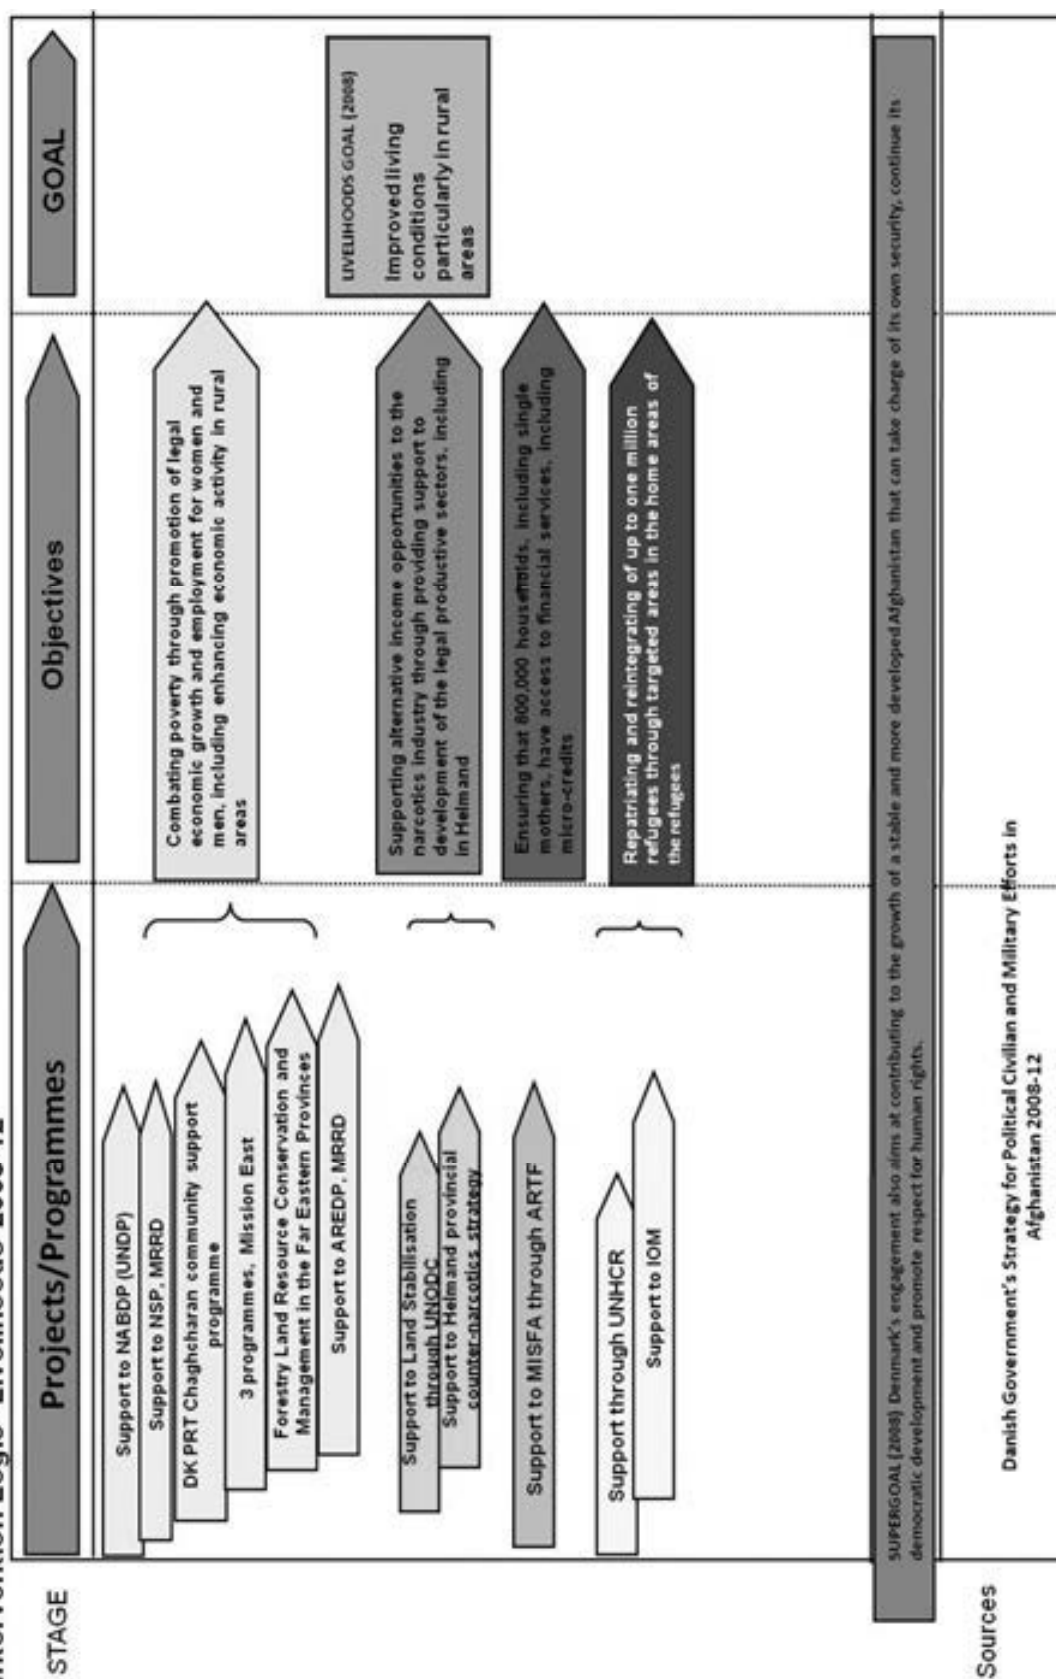 STAGE
Projects/Programmes
Objectives
GOAL
Support to NABDP (UNDP)
Support to NSP, MRRD
DK PRT Chaghcharan community support
programme
3 programmes, Mission East
Forestry Land Resource Conservation and
Management in the Far Eastern Provinces
Support to AREDP, MRRD
Combating poverty through promotion of legal
economic growth and employment for women and
men, including enhancing economic activity in rural
areas
LIVELIHOODS GOAL (2008)
Improved living
conditions
particularly in rural
areas
Support to Land Stabilisation
through UNODC
Support to Helmand provincial
counter-narcotics strategy
Supporting alternative income opportunities to the
narcotics industry through providing support to
development of the legal productive sectors, including
in Helmand
Support to MISFA through ARTF
Ensuring that 800,000 households, including single
mothers, have access to financial services, including
micro-credits
Support through UNHCR
Support to IOM
Repatriating and reintegrating of up to one million
refugees through targeted areas in the home areas of
the refugees
SUPERGOAL (2008) Denmark's engagement also aims at contributing to the growth of a stable and more developed Afghanistan that can take charge of its own security, continue its
democratic development and promote respect for human rights.
Sources
Danish Government's Strategy for Political Civilian and Military Efforts in
Afghanistan 2008-12